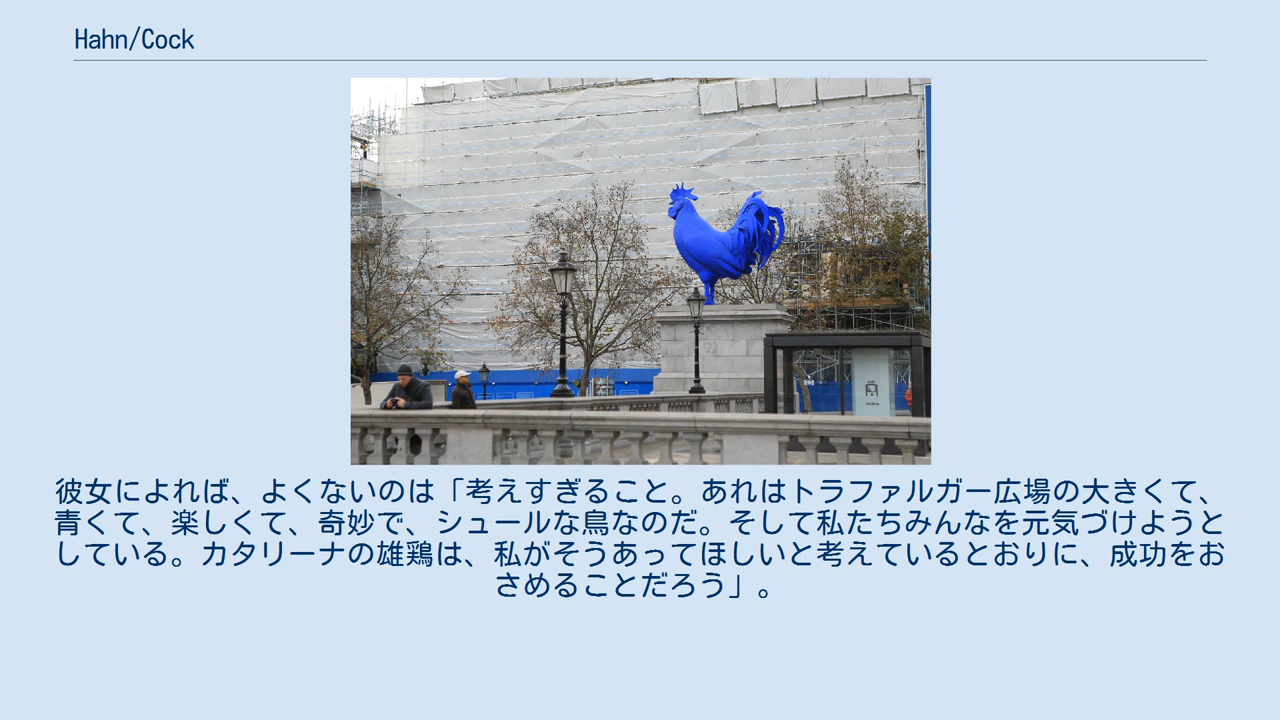 Hahn/Cock
彼女によれば、よくないのは「考えすぎること。あれはトラファルガー広場の大きくて、
青くて、楽しくて、奇妙で、シュールな鳥なのだ。そして私たちみんなを元気づけようと
している。カタリーナの雄鶏は、私がそうあってほしいと考えているとおりに、成功をお
さめることだろう」。